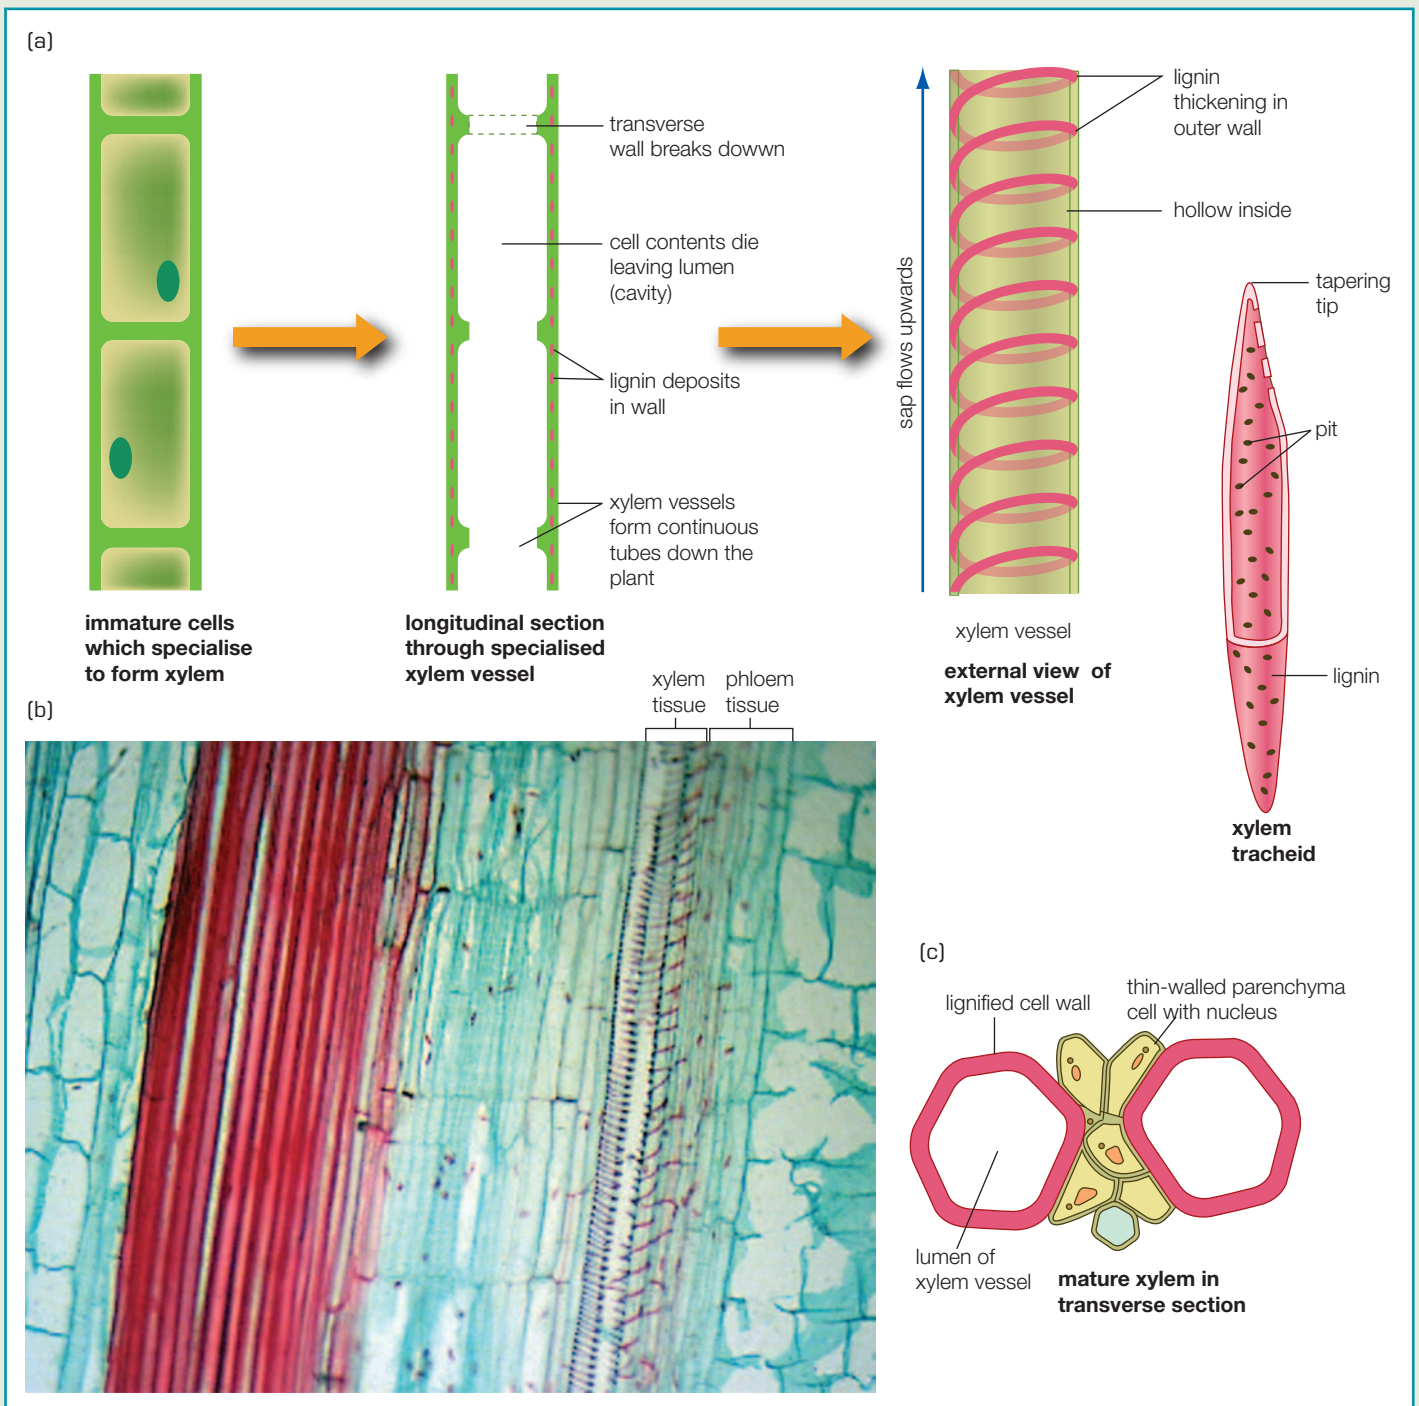 (a)
transverse
wall breaks dowwn
cell contents die
leaving lumen
(cavity)
lignin deposits
in wall
xylem vessels
form continuous
tubes down the
plant
immature cells
which specialise
to form xylem
longitudinal section
through specialised
xylem vessel
sap flows upwards
lignin
thickening in
outer wall
hollow inside
xylem vessel
external view of
xylem vessel
tapering
tip
pit
lignin
xylem
tracheid
(b)
xylem
tissue
phloem
tissue
(c)
lignified cell wall
thin-walled parenchyma
cell with nucleus
lumen of
xylem vessel
mature xylem in
transverse section